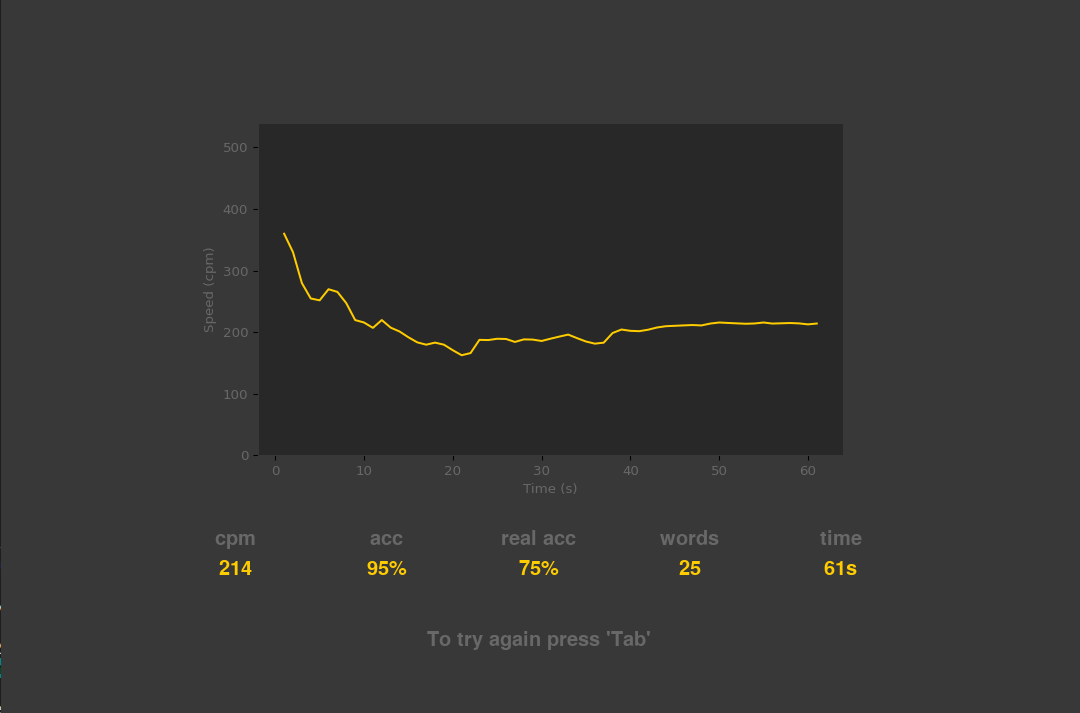 500
400
300
200
100
0
Speed (cpm)
0 10 20 30 40 50 60
Time (s)
cpm acc real acc words time
214 95% 75% 25 61s
To try again press 'Tab'